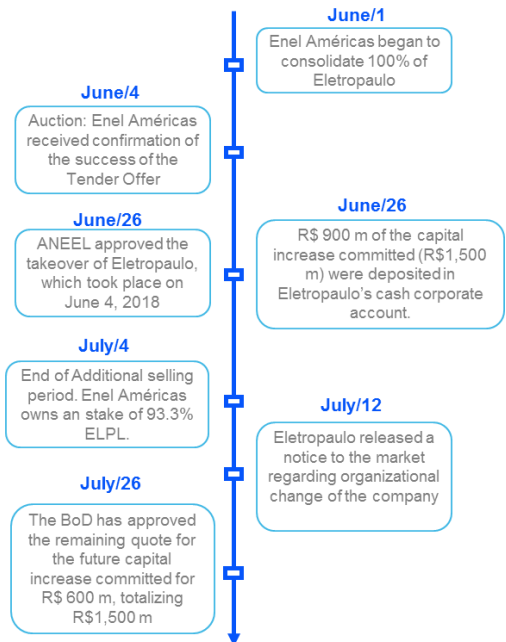 June/1
Enel Américas began to
consolidate 100% of
Eletropaulo
June/4
Auction: Enel Américas
received confirmation of
the success of the
Tender Offer
June/26
ANEEL approved the
takeover of Eletropaulo,
which took place on
June 4, 2018
June/26
R$ 900 m of the capital
increase committed (R$1,500
m) were deposited in
Eletropaulo’s cash corporate
account.
July/4
End of Additional selling
period. Enel Américas
owns an stake of 93.3%
ELPL.
July/12
Eletropaulo released a
notice to the market
regarding organizational
change of the company
July/26
The BoD has approved
the remaining quote for
the future capital
increase committed for
R$ 600 m, totalizing
R$1,500 m